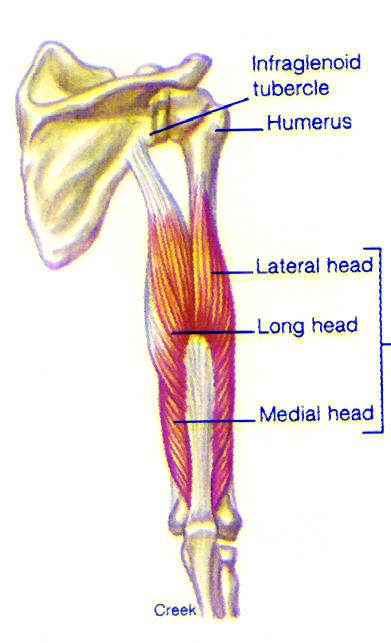 Infraglenoid
tubercle
Humerus
Lateral head
Long head
Medial head
Creek